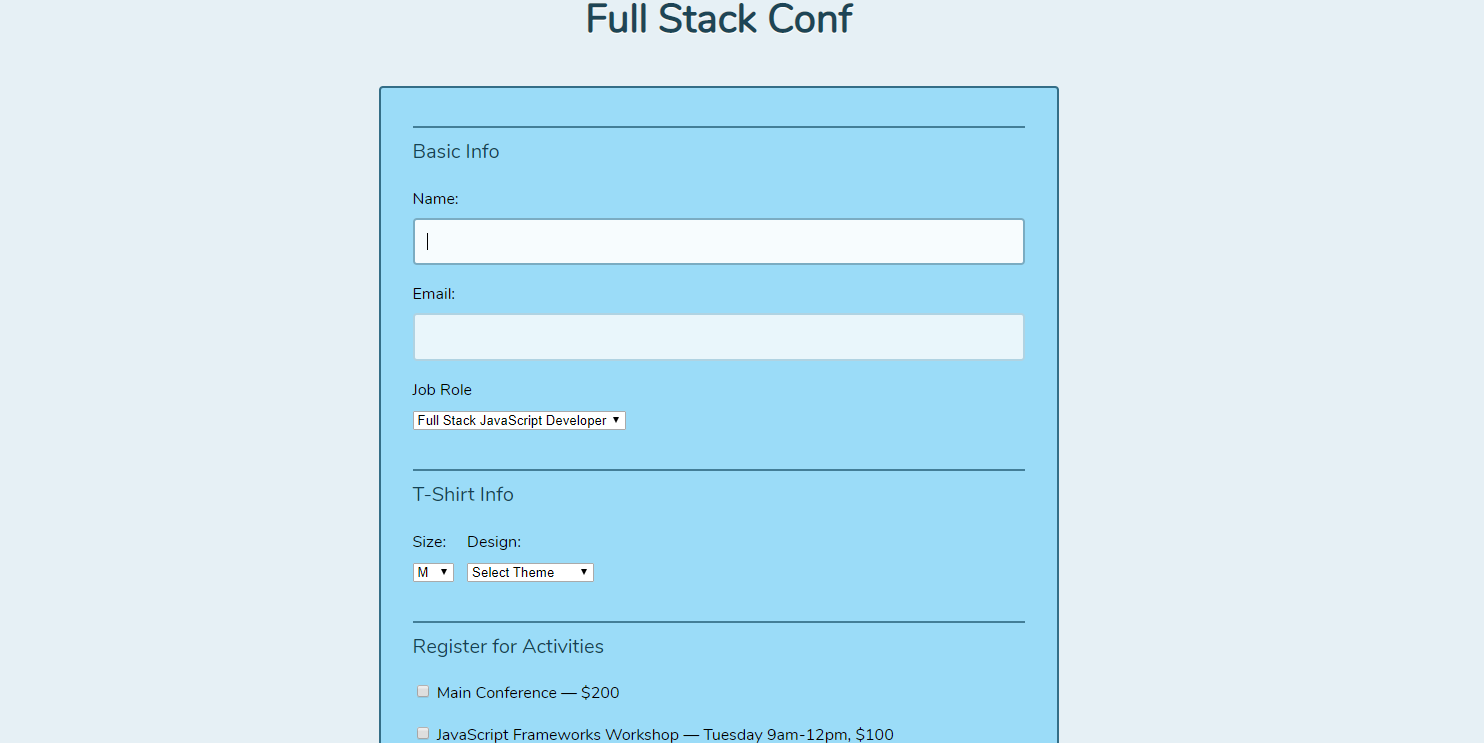 Full Stack Conf
Basic Info
Name:
Email:
Job Role
Full Stack JavaScript Developer
T-Shirt Info
Size: Design:
M Select Theme
Register for Activities
Main Conference — $200
JavaScript Frameworks Workshop — Tuesday 9am-12pm, $100